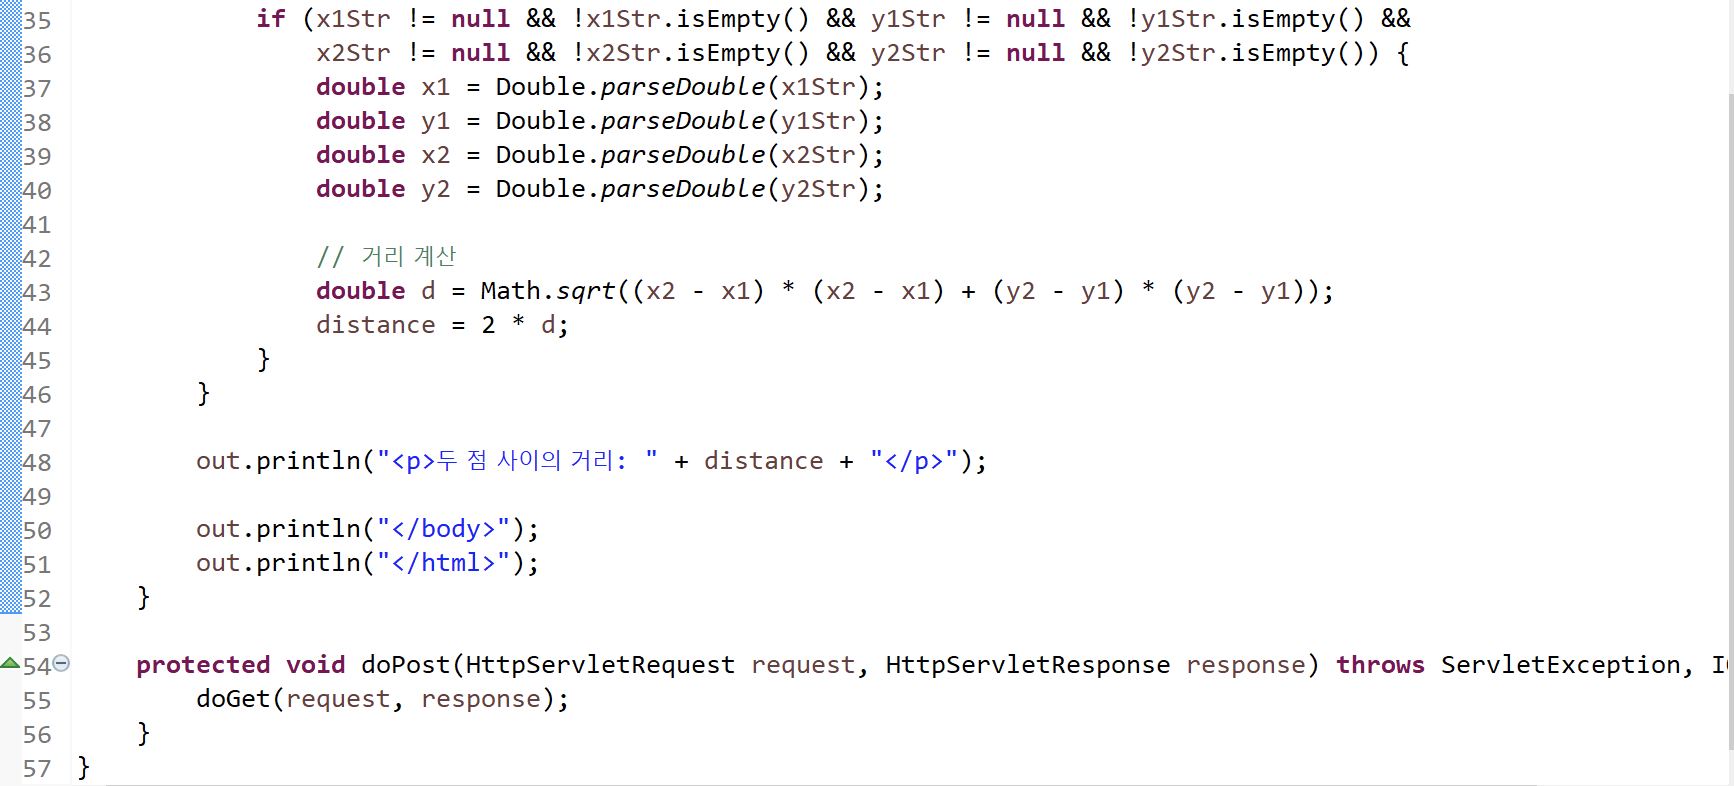 35 if (x1Str != null && !x1Str.isEmpty() && y1Str != null && !y1Str.isEmpty() &&
36 x2Str != null && !x2Str.isEmpty() && y2Str != null && !y2Str.isEmpty()) {
37 double x1 = Double.parseDouble(x1Str);
38 double y1 = Double.parseDouble(y1Str);
39 double x2 = Double.parseDouble(x2Str);
40 double y2 = Double.parseDouble(y2Str);
41
42 // 거리 계산
43 double d = Math.sqrt((x2 - x1) * (x2 - x1) + (y2 - y1) * (y2 - y1));
44 distance = 2 * d;
45 }
46 }
47
48 out.println("<p>두 점 사이의 거리: " + distance + "</p>");
49
50 out.println("</body>");
51 out.println("</html>");
52 }
53
54 protected void doPost(HttpServletRequest request, HttpServletResponse response) throws ServletException,
55 doGet(request, response);
56 }
57 }